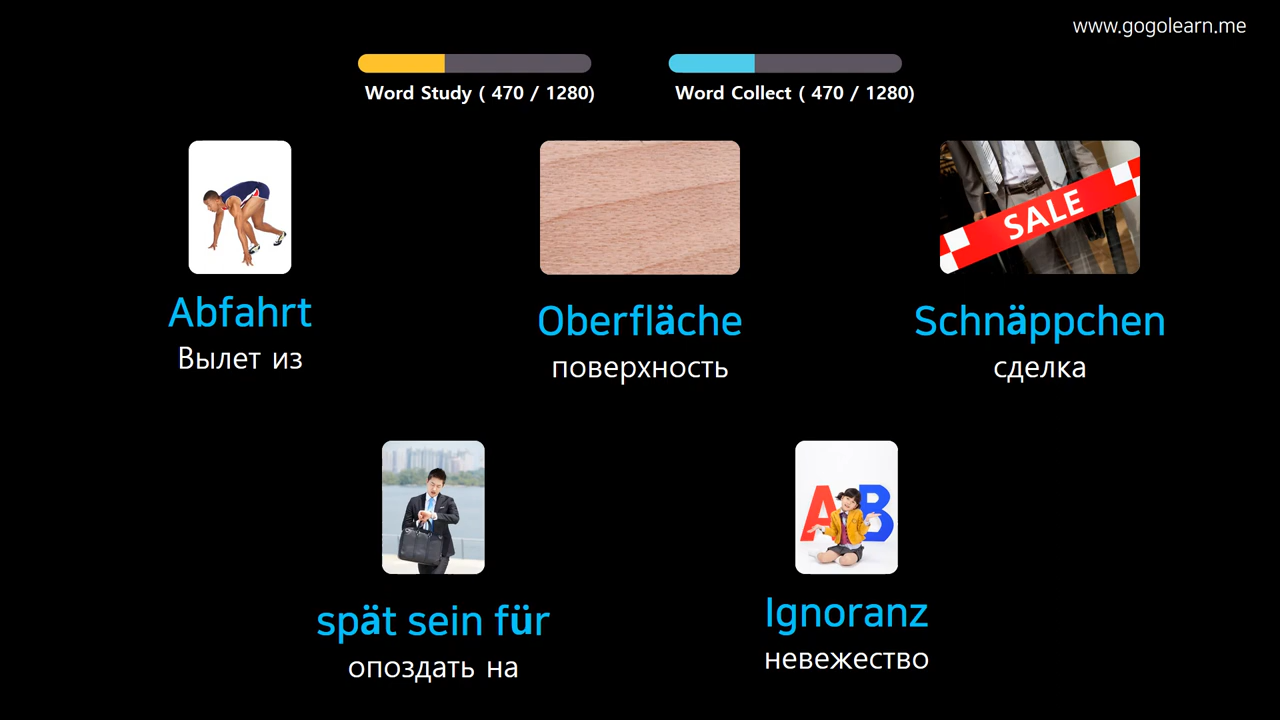 www.gogolearn.me
Word Study ( 470 / 1280)
Word Collect ( 470 / 1280)
SALE
Abfahrt
Вылет из
Oberfläche
поверхность
Schnäppchen
сделка
A B
spät sein für
опоздать на
Ignoranz
невежество